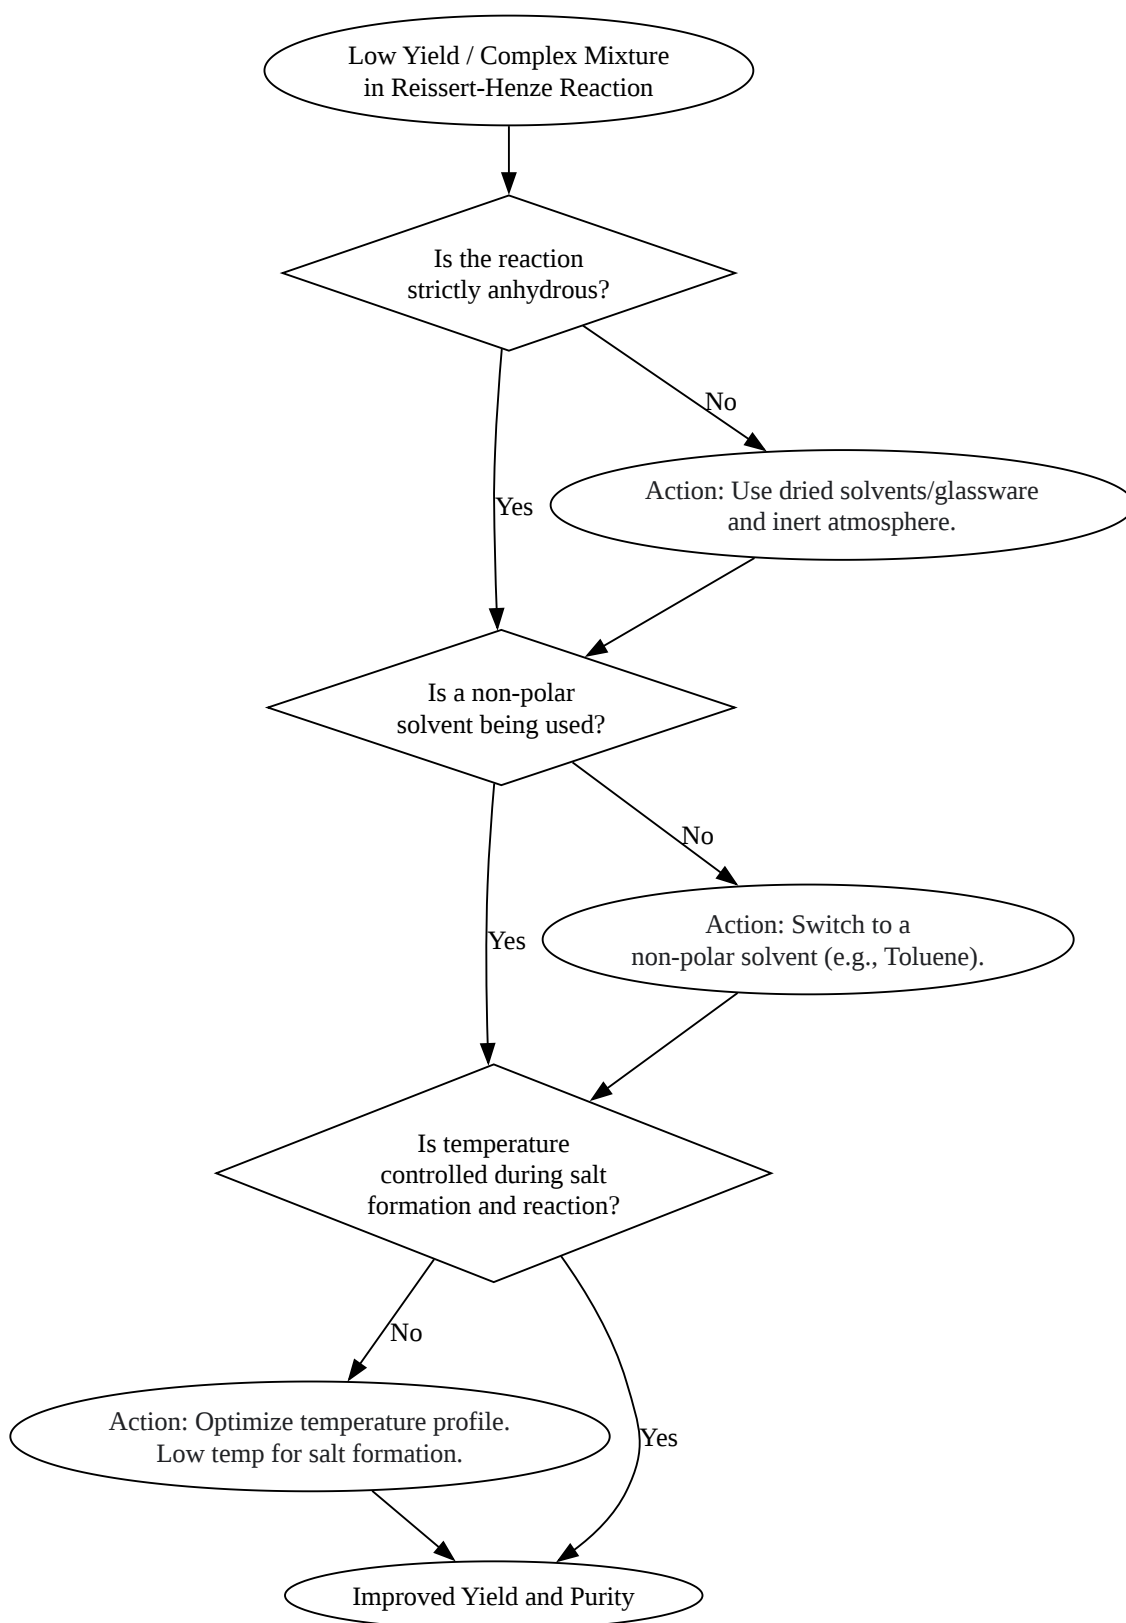 Low Yield / Complex Mixture
in Reissert-Henze Reaction
Is the reaction
strictly anhydrous?
No
Action: Use dried solvents/glassware
and inert atmosphere.
Yes
Is a non-polar
solvent being used?
No
Action: Switch to a
non-polar solvent (e.g., Toluene).
Yes
Is temperature
controlled during salt
formation and reaction?
No
Action: Optimize temperature profile.
Low temp for salt formation.
Yes
Improved Yield and Purity